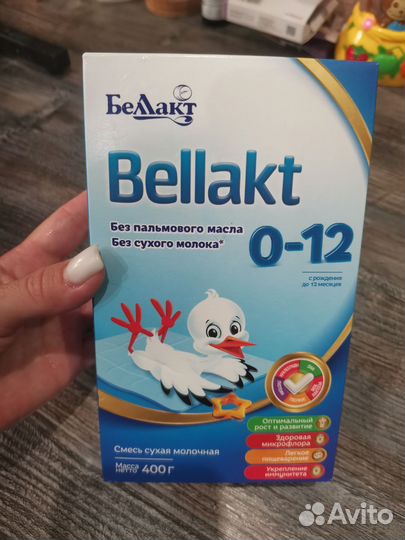 БеЛлакт
Bellakt
Без пальмового масла
Без сухого молока*
0-12
с рождения
до 12 месяцев
Оптимальный
рост и развитие
Здоровая
микрофлора
Легкое
пищеварение
Укрепление
иммунитета
Смесь сухая молочная
Масса
нетто 400 г
Avito